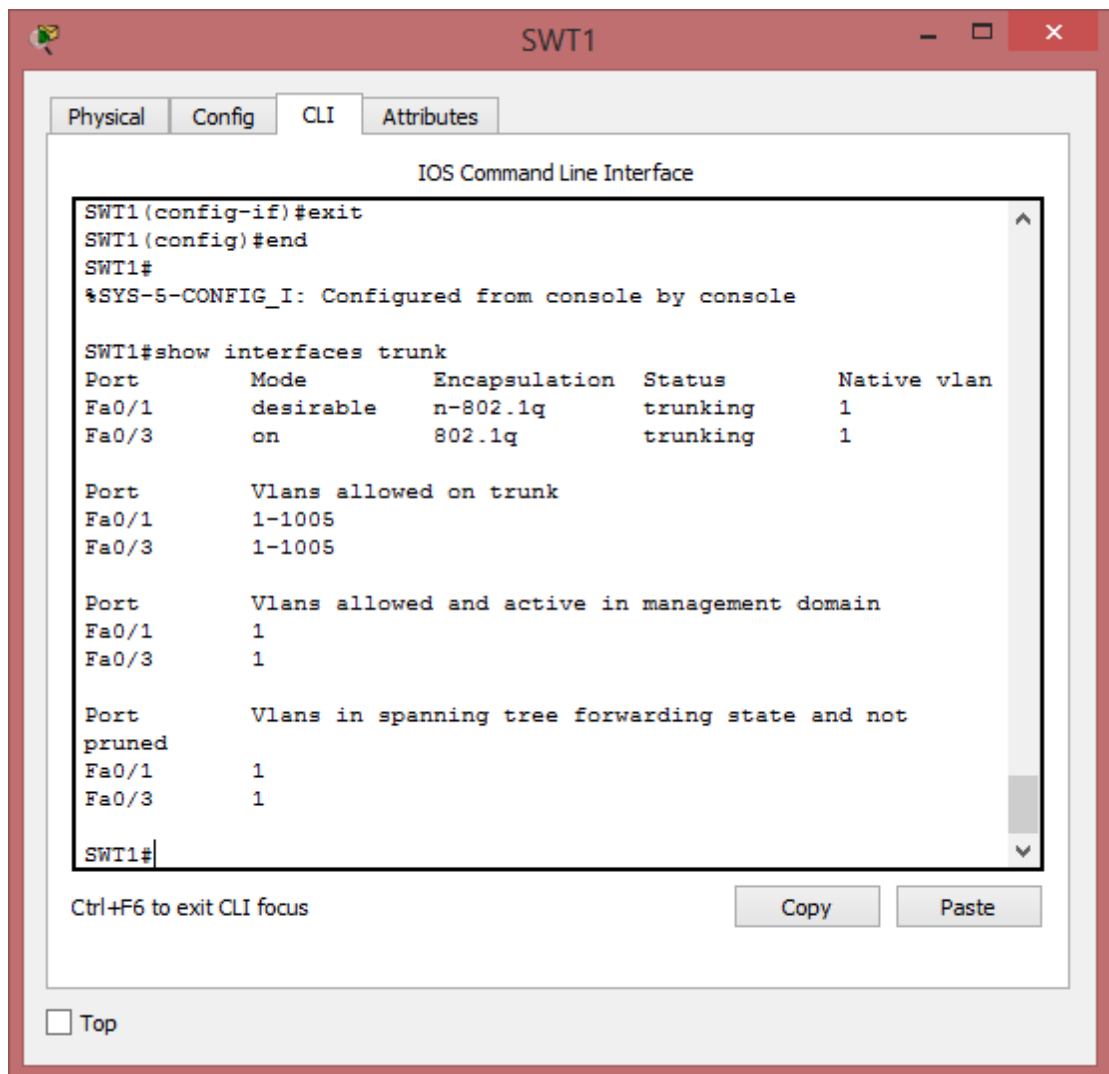 SWT1
Physical Config CLI Attributes
IOS Command Line Interface
SWT1(config-if)#exit
SWT1(config)#end
SWT1#
%SYS-5-CONFIG_I: Configured from console by console
SWT1#show interfaces trunk
Port Mode Encapsulation Status Native vlan
Fa0/1 desirable n-802.1q trunking 1
Fa0/3 on 802.1q trunking 1
Port Vlans allowed on trunk
Fa0/1 1-1005
Fa0/3 1-1005
Port Vlans allowed and active in management domain
Fa0/1 1
Fa0/3 1
Port Vlans in spanning tree forwarding state and not
pruned
Fa0/1 1
Fa0/3 1
SWT1#
Ctrl+F6 to exit CLI focus Copy Paste
Top